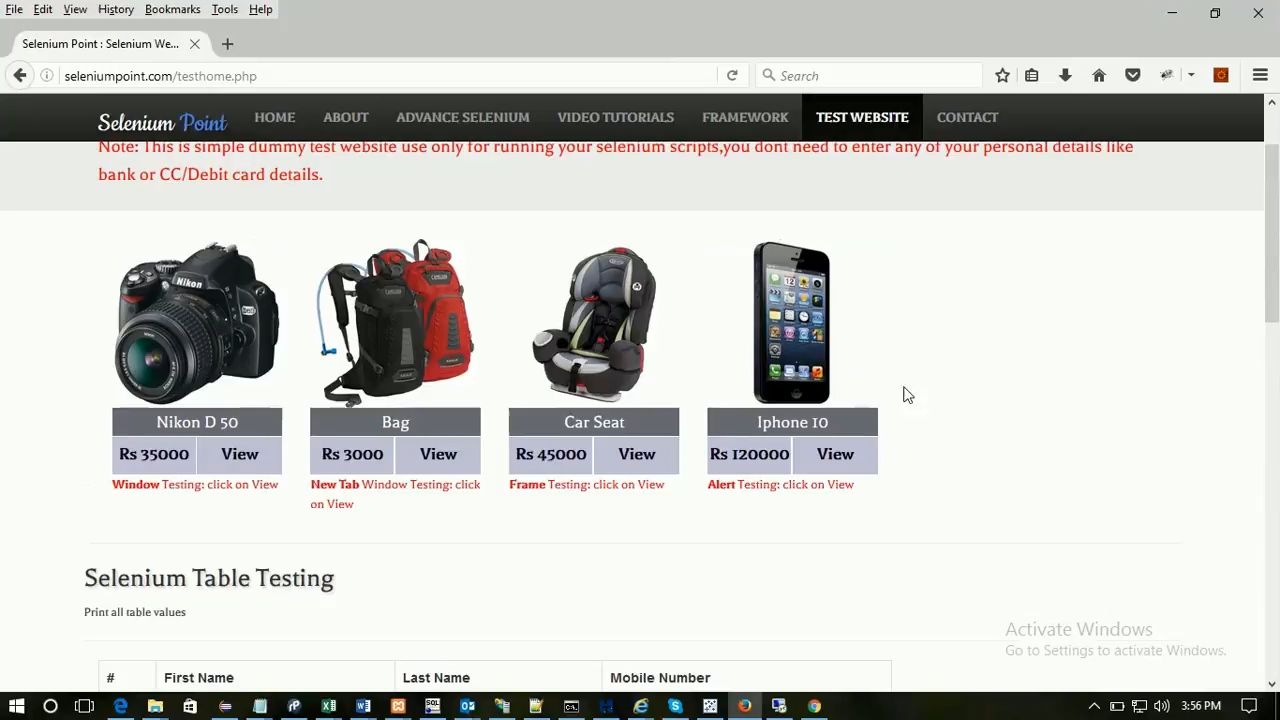 File Edit View History Bookmarks Tools Help
Selenium Point : Selenium We...
seleniumpoint.com/testhome.php
Search
Selenium Point HOME ABOUT ADVANCE SELENIUM VIDEO TUTORIALS FRAMEWORK TEST WEBSITE CONTACT
Note: This is simple dummy test website use only for running your selenium scripts,you dont need to enter any of your personal details like
bank or CC/Debit card details.
Nikon
Nikon D 50 Bag Car Seat Iphone 10
Rs 35000 View Rs 3000 View Rs 45000 View Rs 120000 View
Window Testing: click on View
New Tab Window Testing: click
on View
Frame Testing: click on View
Alert Testing: click on View
Selenium Table Testing
Print all table values
Activate Windows
Go to Settings to activate Windows.
# First Name Last Name Mobile Number
3:56 PM